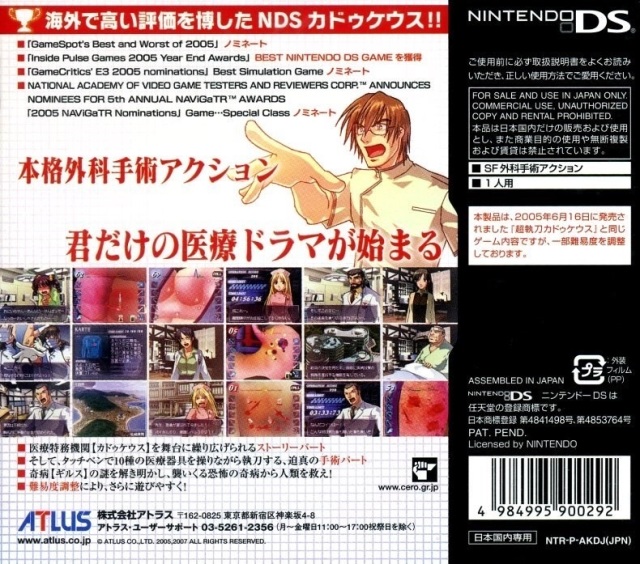 海外で高い評価を博した NDS カドゥケウス!!
■「GameSpot's Best and Worst of 2005」 ノミネート
■「Inside Pulse Games 2005 Year End Awards」 BEST NINTENDO DS GAME を獲得
■「GameCritics' E3 2005 nominations」 Best Simulation Game ノミネート
■ NATIONAL ACADEMY OF VIDEO GAME TESTERS AND REVIEWERS CORP.™ ANNOUNCES
NOMINEES FOR 5th ANNUAL NAViGaTR™ AWARDS
「2005 NAViGaTR Nominations」 Game…Special Class ノミネート
本格外科手術アクション
君だけの医療ドラマが始まる
KARTE
04:56:36
■ 医療特務機関【カドゥケウス】を舞台に繰り広げられるストーリーパート
■ そして、タッチペンで10種の医療器具を操りながら執刀する、迫真の手術パート
■ 奇病【ギルス】の謎を解き明かし、襲いくる恐怖の奇病から人類を救え!
■ 難易度調整により、さらに遊びやすく!
www.cero.gr.jp
ATLUS
株式会社アトラス 〒162-0825 東京都新宿区神楽坂4-8
アトラス・ユーザーサポート 03-5261-2356 (月〜金曜日11:00〜17:00祝祭日を除く)
© ATLUS CO.,LTD.2005,2007 ALL RIGHTS RESERVED.
NINTENDO DS
ご使用前に必ず取扱説明書をよくお読み
いただき、正しい使用方法でご愛用ください。
FOR SALE AND USE IN JAPAN ONLY.
COMMERCIAL USE, UNAUTHORIZED
COPY AND RENTAL PROHIBITED.
本品は日本国内だけの販売および使用
とし、また商業目的の使用や無断複製
および賃貸は禁止されています。
■ SF外科手術アクション
■ 1人用
本製品は、2005年6月16日に発売さ
れました『超執刀カドゥケウス』と同じ
ゲーム内容ですが、一部難易度を調整
しております。
プラ
外装
フィルム
(PP)
ASSEMBLED IN JAPAN
NINTENDO DS ニンテンドーDSは
任天堂の登録商標です。
日本商標登録 第4841498号、第4853764号
PAT. PEND.
Licensed by NINTENDO
4 984995 900292
日本国内専用
NTR-P-AKDJ(JPN)